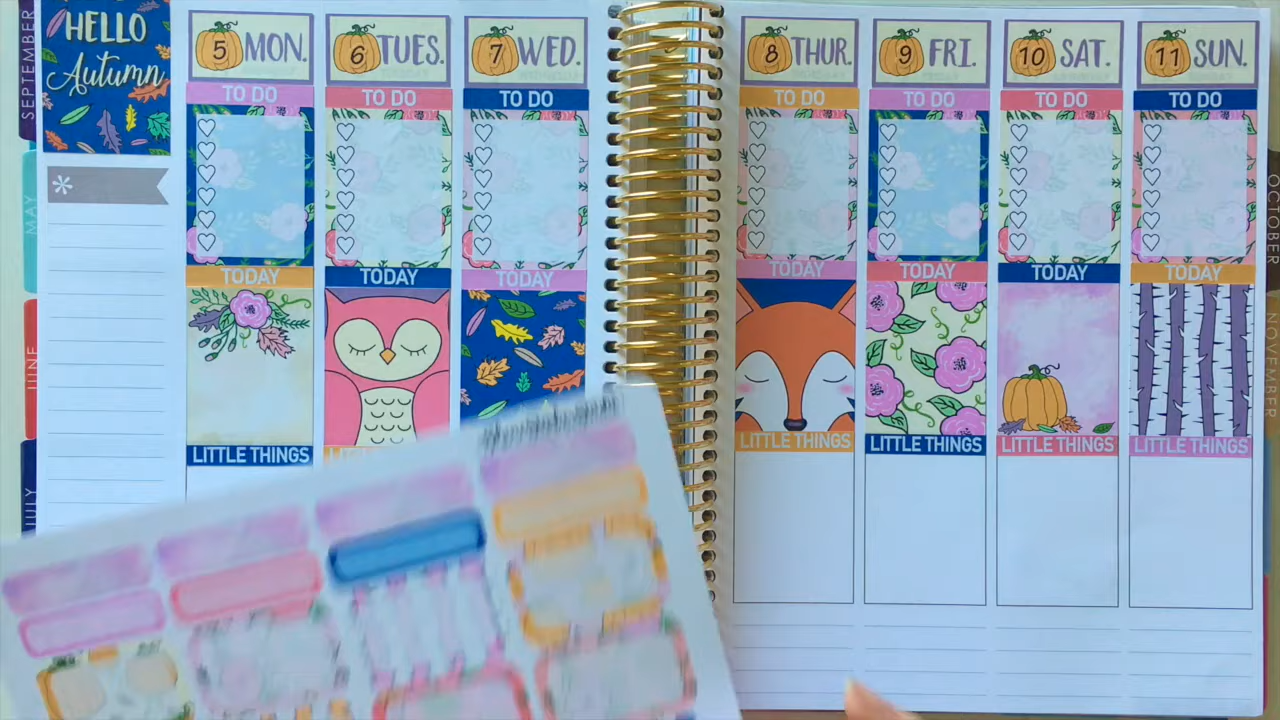 HELLO
Autumn
SEPTEMBER
MAY
JUNE
JULY
5 MON.
6 TUES.
7 WED.
8 THUR.
9 FRI.
10 SAT.
11 SUN.
TO DO
TO DO
TO DO
TO DO
TO DO
TO DO
TO DO
TODAY
TODAY
TODAY
TODAY
TODAY
TODAY
TODAY
LITTLE THINGS
LITTLE THINGS
LITTLE THINGS
LITTLE THINGS
LITTLE THINGS
OCTOBER
NOVEMBER